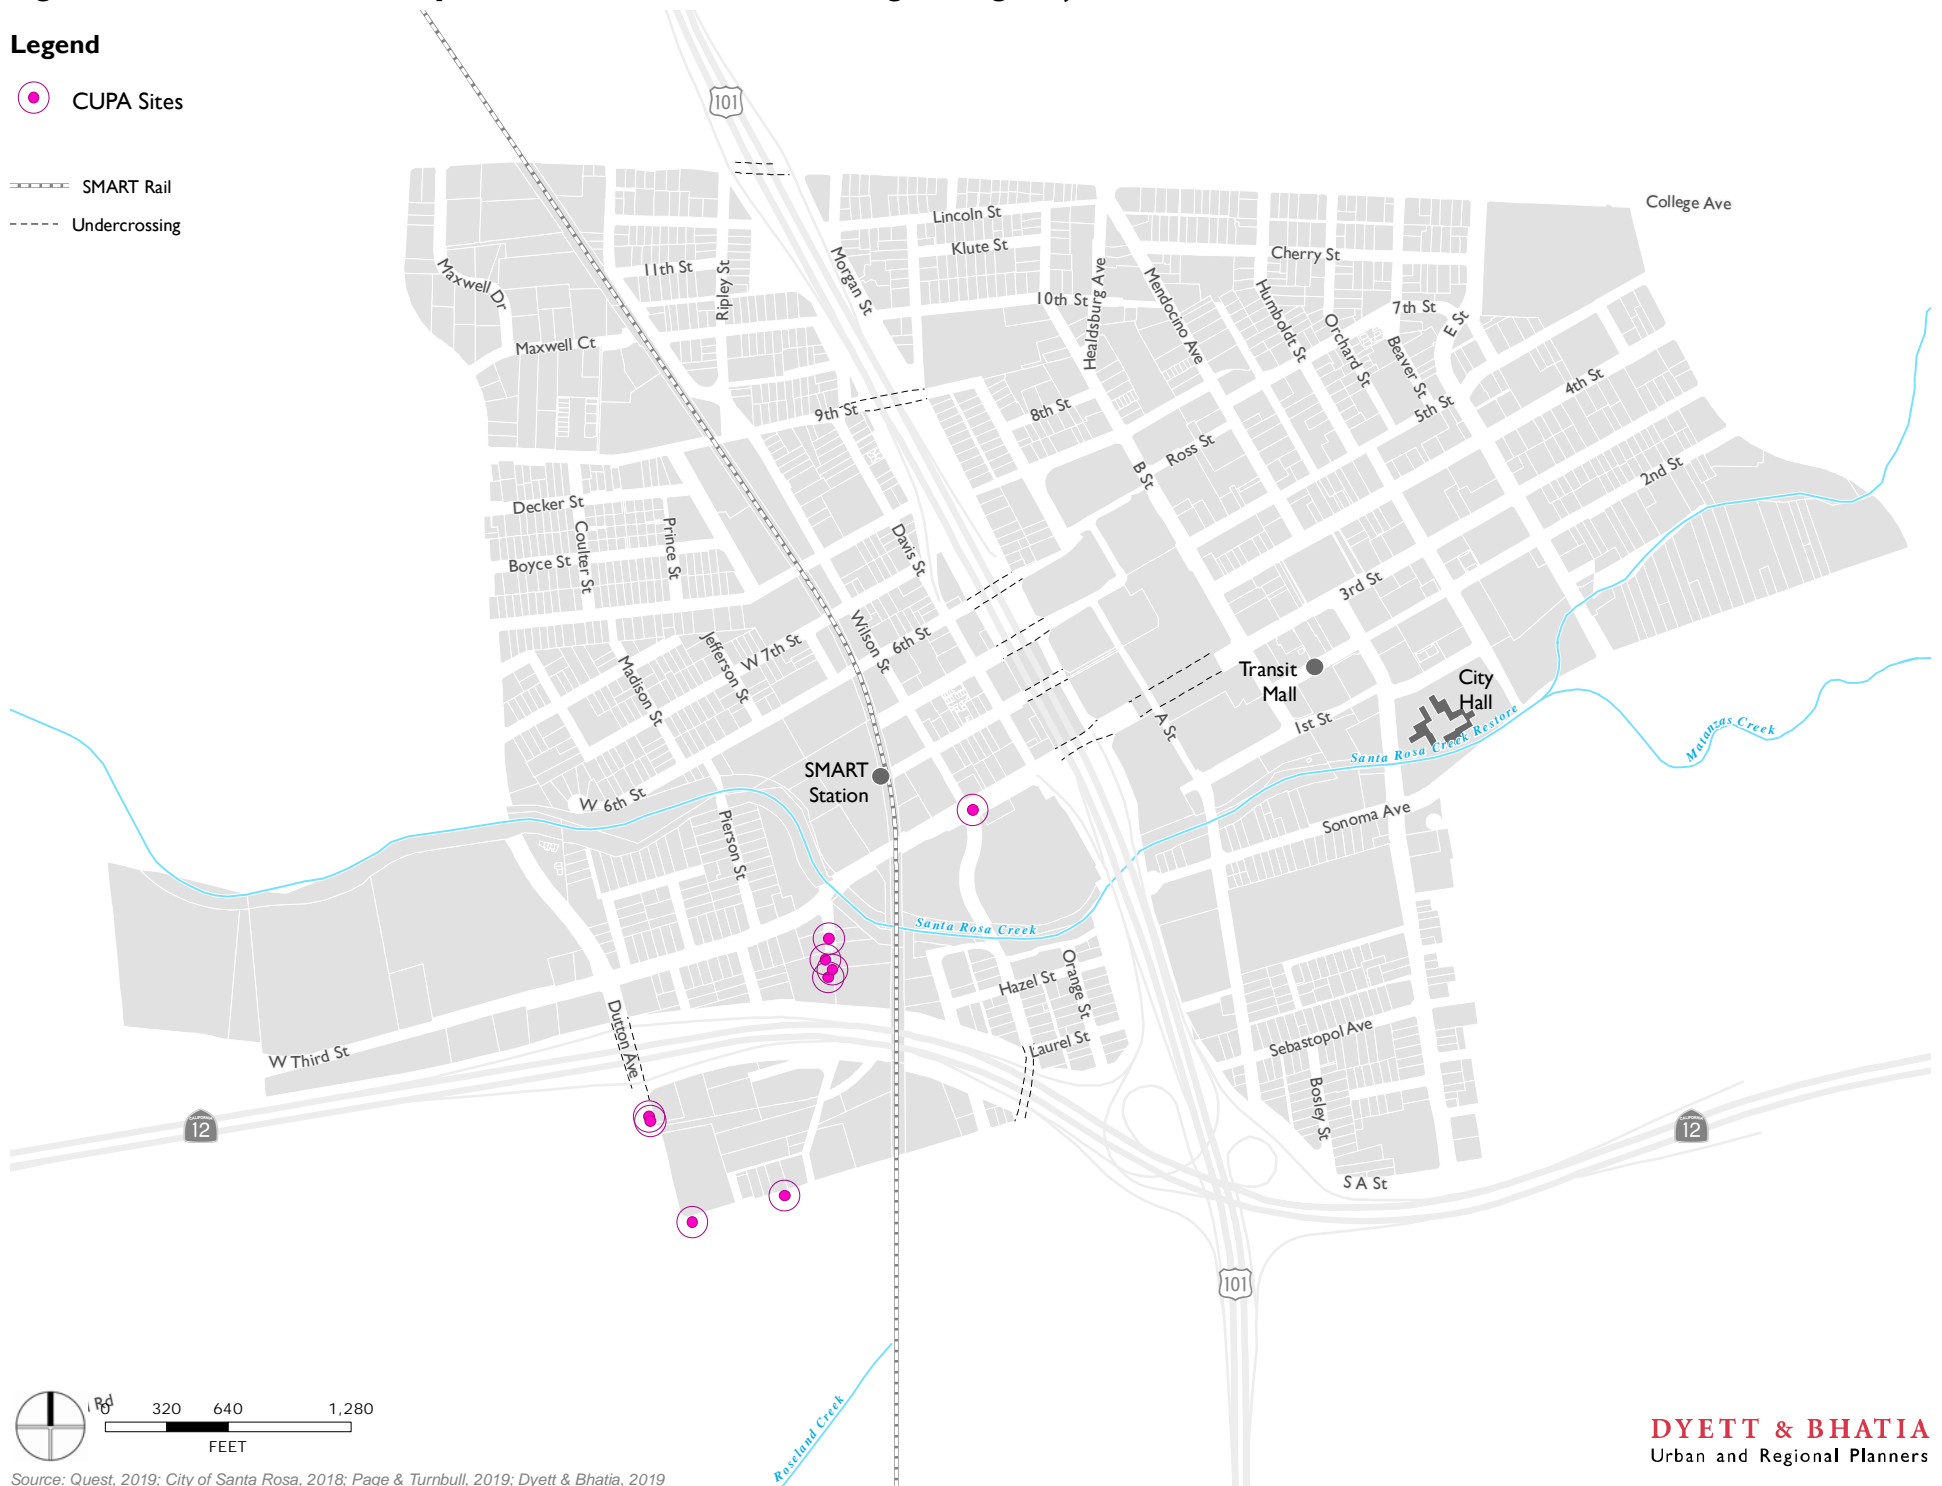 Legend
CUPA Sites
SMART Rail
Undercrossing
101
College Ave
Lincoln St
Klute St
Cherry St
11th St
Ripley St
Morgan St
Maxwell Dr
10th St
Healdsburg Ave
Mendocino Ave
Humboldt St
7th St
E St
Orchard St
Beaver St
Maxwell Ct
4th St
5th St
9th St
8th St
Ross St
B St
2nd St
Decker St
Coulter St
Prince St
Boyce St
Davis St
3rd St
Wilson St
6th St
W 7th St
Jefferson St
Madison St
Transit
Mall
City
Hall
A St
1st St
Santa Rosa Creek Restore
Matanzas Creek
SMART
Station
W 6th St
Pierson St
Sonoma Ave
Santa Rosa Creek
Hazel St
Orange St
Dutton Ave
Laurel St
Sebastopol Ave
W Third St
Bosley St
CALIFORNIA
12
CALIFORNIA
12
S A St
101
Roseland Creek
Rd
0 320 640 1,280
FEET
DYETT & BHATIA
Urban and Regional Planners
Source: Quest, 2019; City of Santa Rosa, 2018; Page & Turnbull, 2019; Dyett & Bhatia, 2019